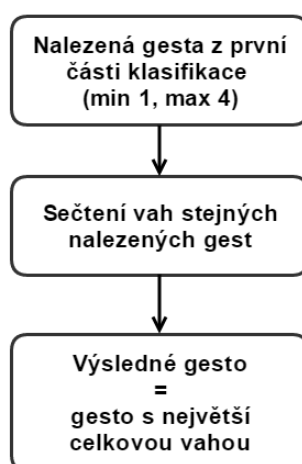 Nalezená gesta z první
části klasifikace
(min 1, max 4)
Sečtení vah stejných
nalezených gest
Výsledné gesto
=
gesto s největší
celkovou vahou